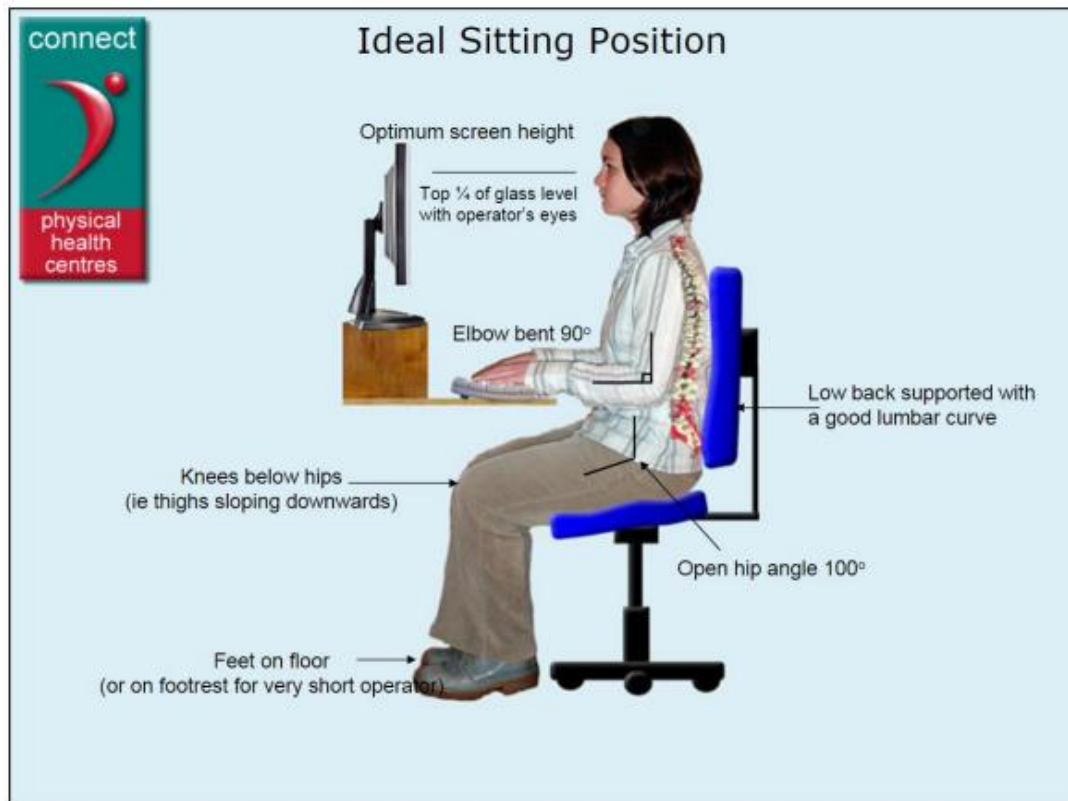 connect
physical
health
centres
Ideal Sitting Position
Optimum screen height
Top ¼ of glass level
with operator's eyes
Elbow bent 90°
Low back supported with
a good lumbar curve
Knees below hips
(ie thighs sloping downwards)
Open hip angle 100°
Feet on floor
(or on footrest for very short operator)